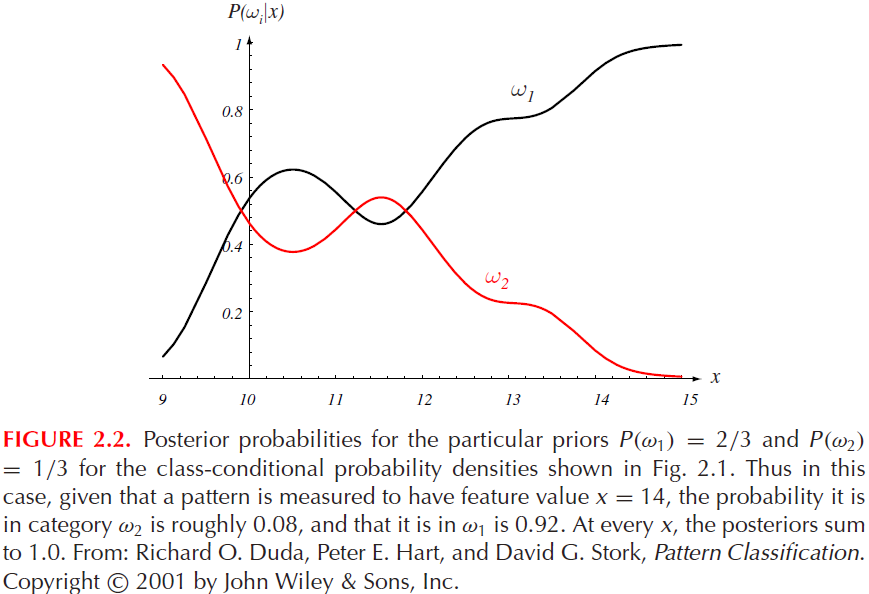 P(ωᵢ|x)
1
ω₁
0.8
0.6
0.4
ω₂
0.2
x
9 10 11 12 13 14 15
FIGURE 2.2. Posterior probabilities for the particular priors P(ω₁) = 2/3 and P(ω₂)
= 1/3 for the class-conditional probability densities shown in Fig. 2.1. Thus in this
case, given that a pattern is measured to have feature value x = 14, the probability it is
in category ω₂ is roughly 0.08, and that it is in ω₁ is 0.92. At every x, the posteriors sum
to 1.0. From: Richard O. Duda, Peter E. Hart, and David G. Stork, Pattern Classification.
Copyright © 2001 by John Wiley & Sons, Inc.